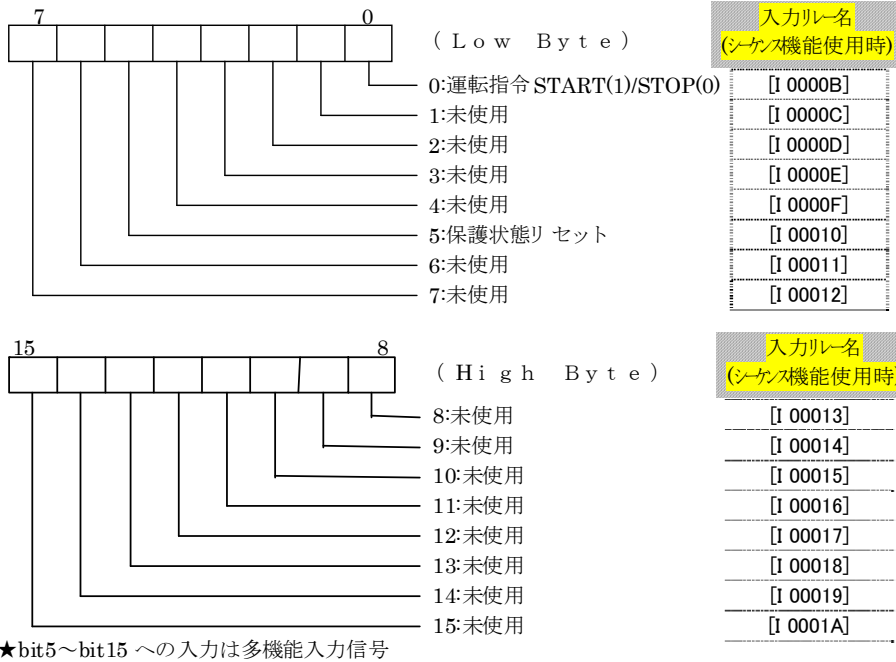 7 0
(Low Byte)
入力リレー名
(シーケンス機能使用時)
0:運転指令START(1)/STOP(0) [I 0000B]
1:未使用 [I 0000C]
2:未使用 [I 0000D]
3:未使用 [I 0000E]
4:未使用 [I 0000F]
5:保護状態リセット [I 00010]
6:未使用 [I 00011]
7:未使用 [I 00012]
15 8
(High Byte)
入力リレー名
(シーケンス機能使用時)
8:未使用 [I 00013]
9:未使用 [I 00014]
10:未使用 [I 00015]
11:未使用 [I 00016]
12:未使用 [I 00017]
13:未使用 [I 00018]
14:未使用 [I 00019]
15:未使用 [I 0001A]
★bit5～bit15 への入力は多機能入力信号